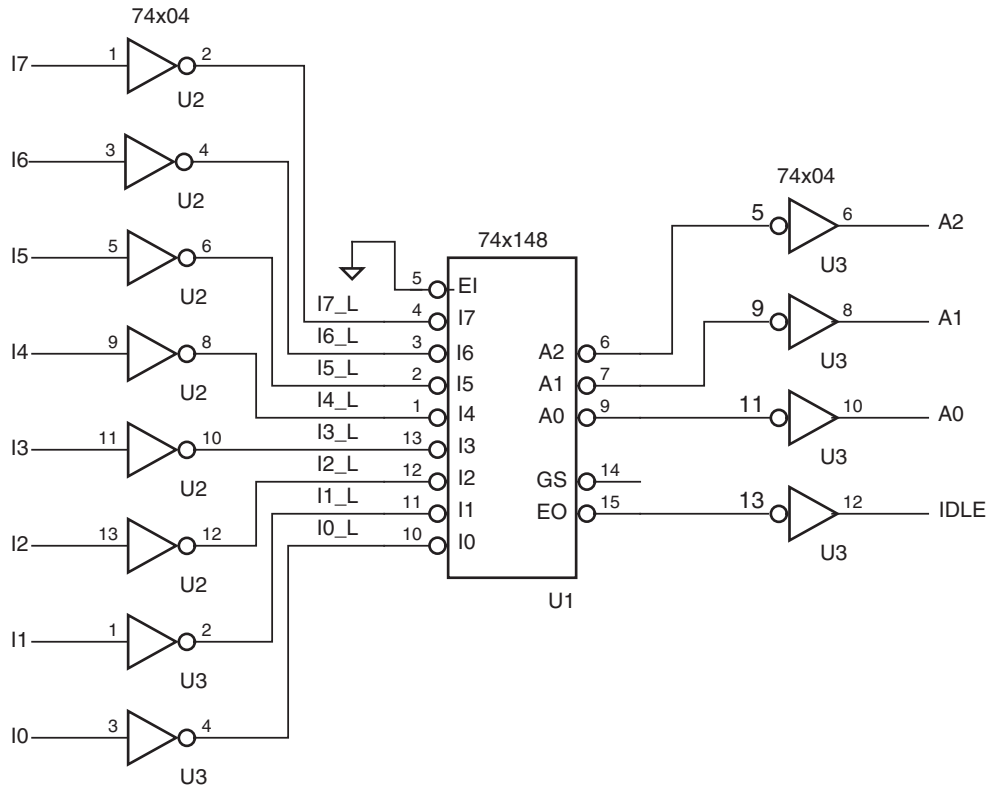 74x04
I7
1
2
U2
I6
3
4
U2
I5
5
6
U2
I4
9
8
U2
I3
11
10
U2
I2
13
12
U2
I1
1
2
U3
I0
3
4
U3
I7_L
I6_L
I5_L
I4_L
I3_L
I2_L
I1_L
I0_L
74x148
5
EI
4
I7
3
I6
2
I5
1
I4
13
I3
12
I2
11
I1
10
I0
A2
6
A1
7
A0
9
GS
14
EO
15
U1
74x04
5
6
A2
U3
9
8
A1
U3
11
10
A0
U3
13
12
IDLE
U3